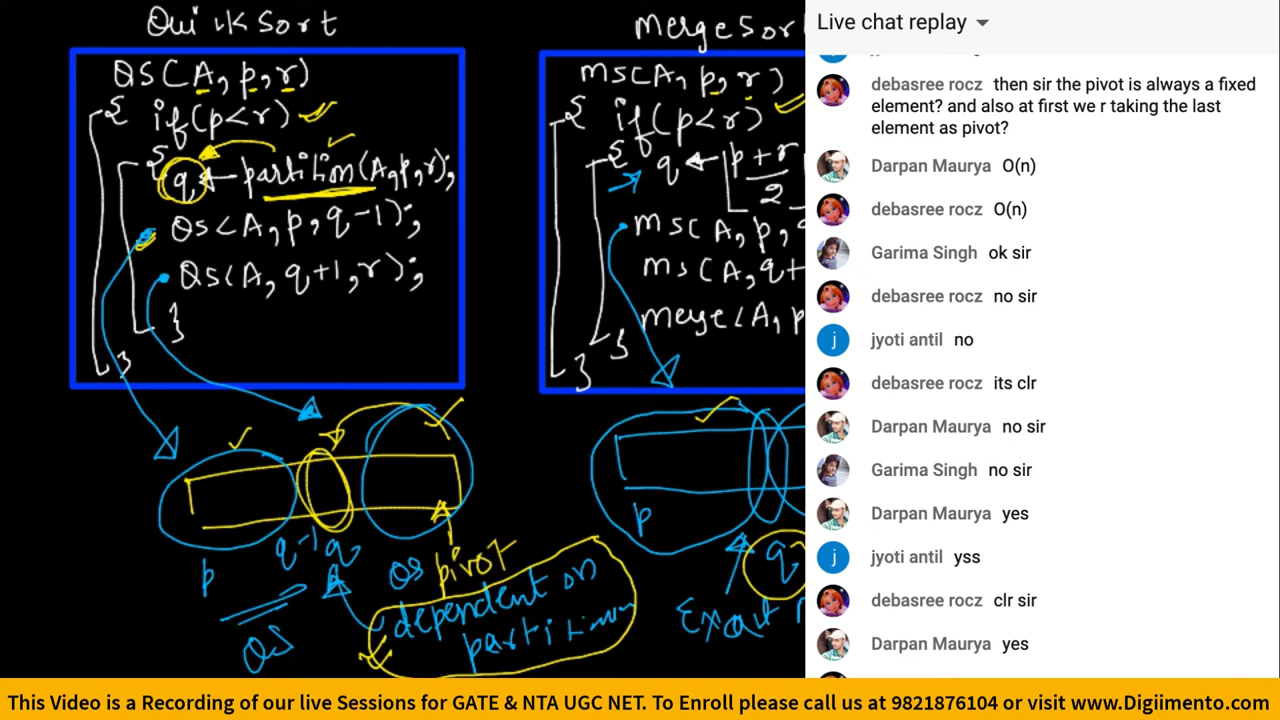 QuickSort
QS(A, p, r)
{ if(p<r)
{
q ← partition(A,p,r);
QS(A, p, q-1);
QS(A, q+1, r);
}
}
p
q-1 q
QS
QS
pivot
dependent on
MergeSor
MS(A, p, r)
{ if(p<r)
{ q ← p+r
2
MS(A, p, q
MS(A, q+
merge(A, p
}
}
p
q
Exact
Live chat replay
debasree rocz then sir the pivot is always a fixed
element? and also at first we r taking the last
element as pivot?
Darpan Maurya O(n)
debasree rocz O(n)
Garima Singh ok sir
debasree rocz no sir
j jyoti antil no
debasree rocz its clr
Darpan Maurya no sir
Garima Singh no sir
Darpan Maurya yes
j jyoti antil yss
debasree rocz clr sir
Darpan Maurya yes
This Video is a Recording of our live Sessions for GATE & NTA UGC NET. To Enroll please call us at 9821876104 or visit www.Digiimento.com